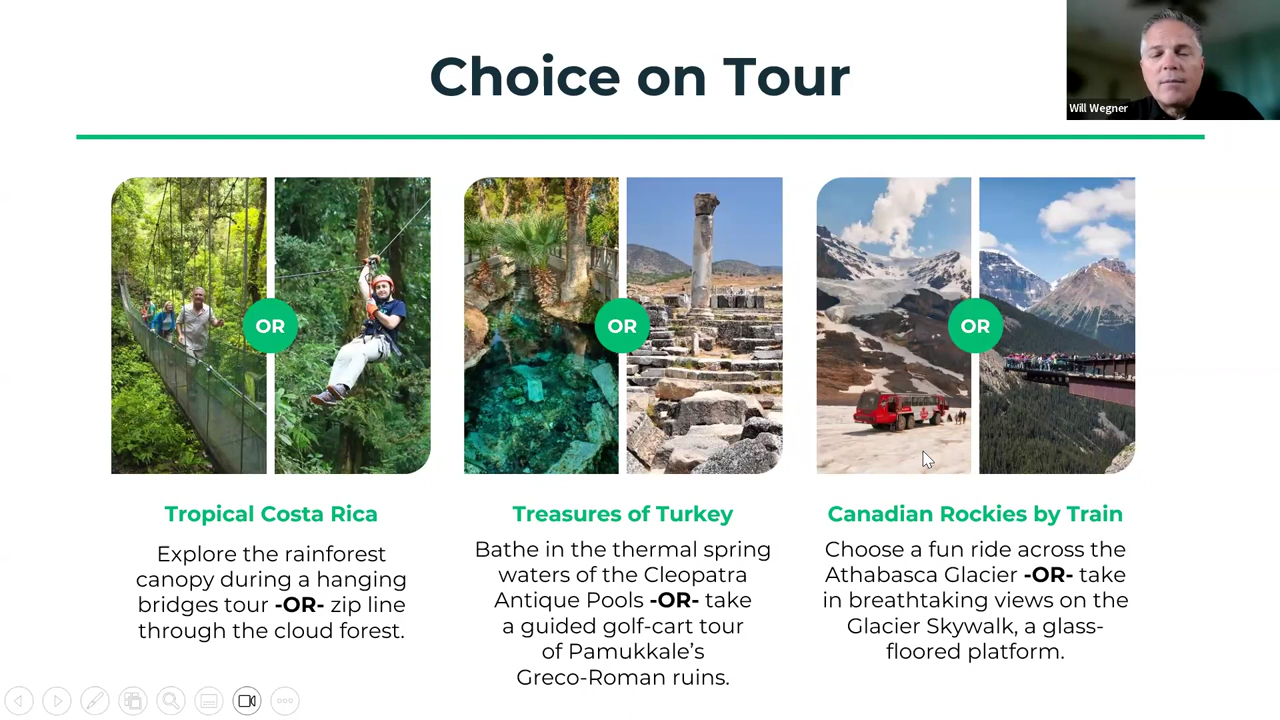 Choice on Tour
Will Wegner
OR
OR
OR
Tropical Costa Rica
Explore the rainforest
canopy during a hanging
bridges tour -OR- zip line
through the cloud forest.
Treasures of Turkey
Bathe in the thermal spring
waters of the Cleopatra
Antique Pools -OR- take
a guided golf-cart tour
of Pamukkale’s
Greco-Roman ruins.
Canadian Rockies by Train
Choose a fun ride across the
Athabasca Glacier -OR- take
in breathtaking views on the
Glacier Skywalk, a glass-
floored platform.